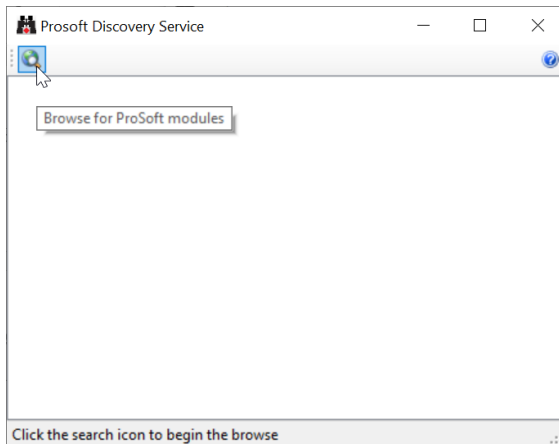 Prosoft Discovery Service
Browse for ProSoft modules
Click the search icon to begin the browse